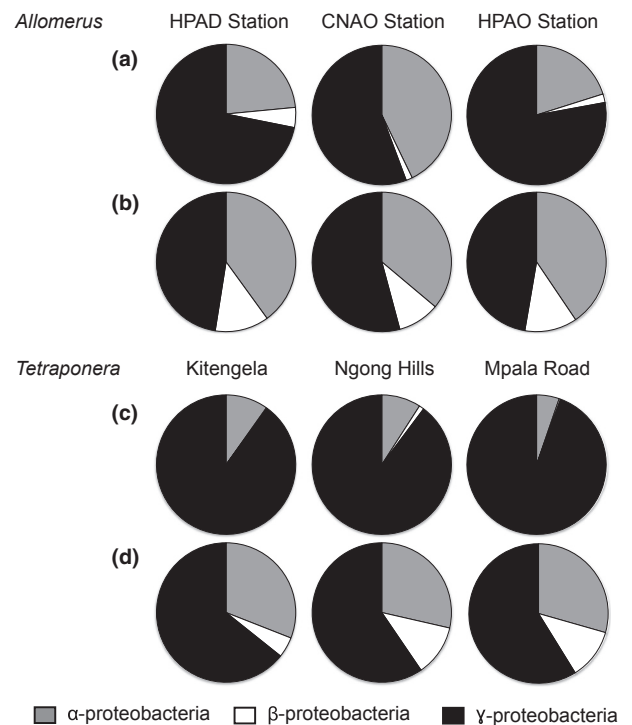 Allomerus HPAD Station CNAO Station HPAO Station
(a)
(b)
Tetraponera Kitengela Ngong Hills Mpala Road
(c)
(d)
α-proteobacteria β-proteobacteria ɣ-proteobacteria